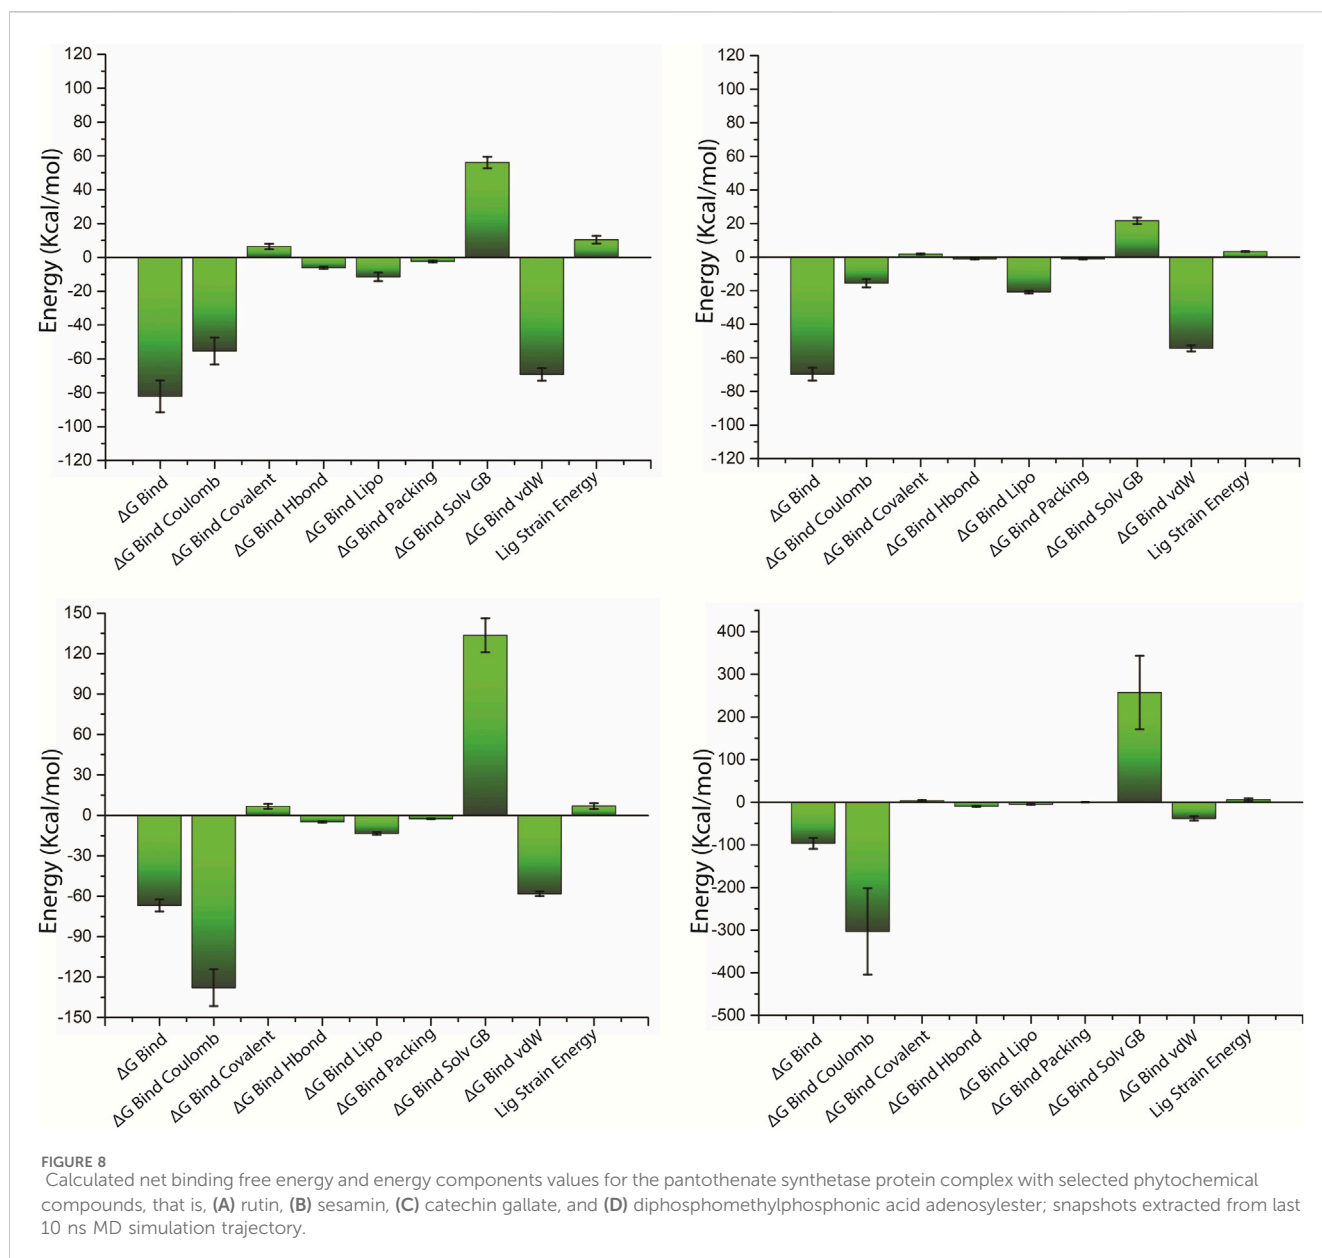 120
100
80
60
40
20
0
-20
-40
-60
-80
-100
-120
Energy (Kcal/mol)
ΔG Bind
ΔG Bind Coulomb
ΔG Bind Covalent
ΔG Bind Hbond
ΔG Bind Lipo
ΔG Bind Packing
ΔG Bind Solv GB
ΔG Bind vdW
Lig Strain Energy
120
100
80
60
40
20
0
-20
-40
-60
-80
-100
-120
Energy (Kcal/mol)
ΔG Bind
ΔG Bind Coulomb
ΔG Bind Covalent
ΔG Bind Hbond
ΔG Bind Lipo
ΔG Bind Packing
ΔG Bind Solv GB
ΔG Bind vdW
Lig Strain Energy
150
120
90
60
30
0
-30
-60
-90
-120
-150
Energy (Kcal/mol)
ΔG Bind
ΔG Bind Coulomb
ΔG Bind Covalent
ΔG Bind Hbond
ΔG Bind Lipo
ΔG Bind Packing
ΔG Bind Solv GB
ΔG Bind vdW
Lig Strain Energy
400
300
200
100
0
-100
-200
-300
-400
-500
Energy (Kcal/mol)
ΔG Bind
ΔG Bind Coulomb
ΔG Bind Covalent
ΔG Bind Hbond
ΔG Bind Lipo
ΔG Bind Packing
ΔG Bind Solv GB
ΔG Bind vdW
Lig Strain Energy
FIGURE 8
Calculated net binding free energy and energy components values for the pantothenate synthetase protein complex with selected phytochemical
compounds, that is, (A) rutin, (B) sesamin, (C) catechin gallate, and (D) diphosphomethylphosphonic acid adenosylester; snapshots extracted from last
10 ns MD simulation trajectory.